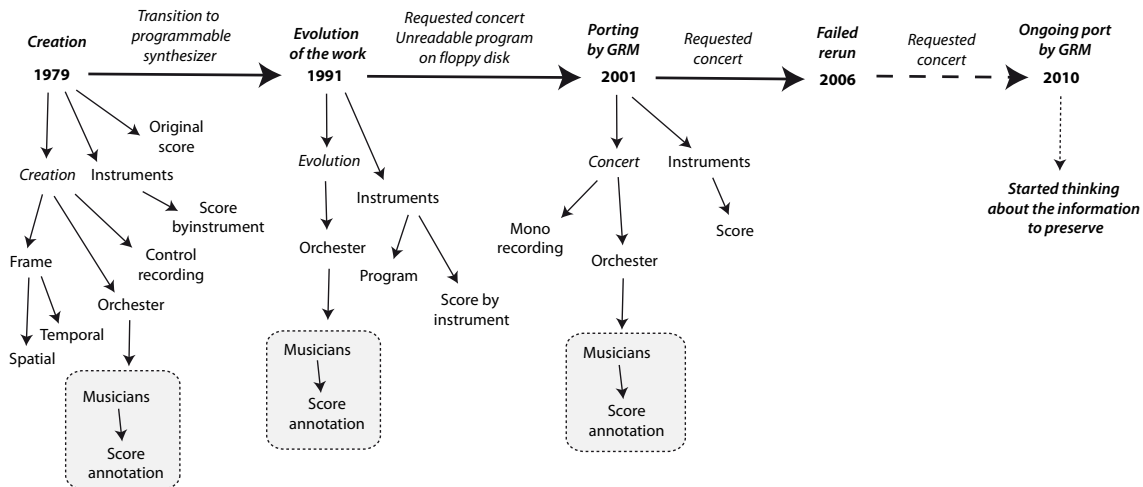 Creation
1979
Transition to
programmable
synthesizer
Evolution
of the work
1991
Requested concert
Unreadable program
on floppy disk
Porting
by GRM
2001
Requested
concert
Failed
rerun
2006
Requested
concert
Ongoing port
by GRM
2010
Original
score
Creation
Instruments
Score
byinstrument
Frame
Control
recording
Orchester
Temporal
Spatial
Musicians
Score
annotation
Evolution
Instruments
Orchester
Program
Score by
instrument
Musicians
Score
annotation
Concert
Instruments
Mono
recording
Score
Orchester
Musicians
Score
annotation
Started thinking
about the information
to preserve